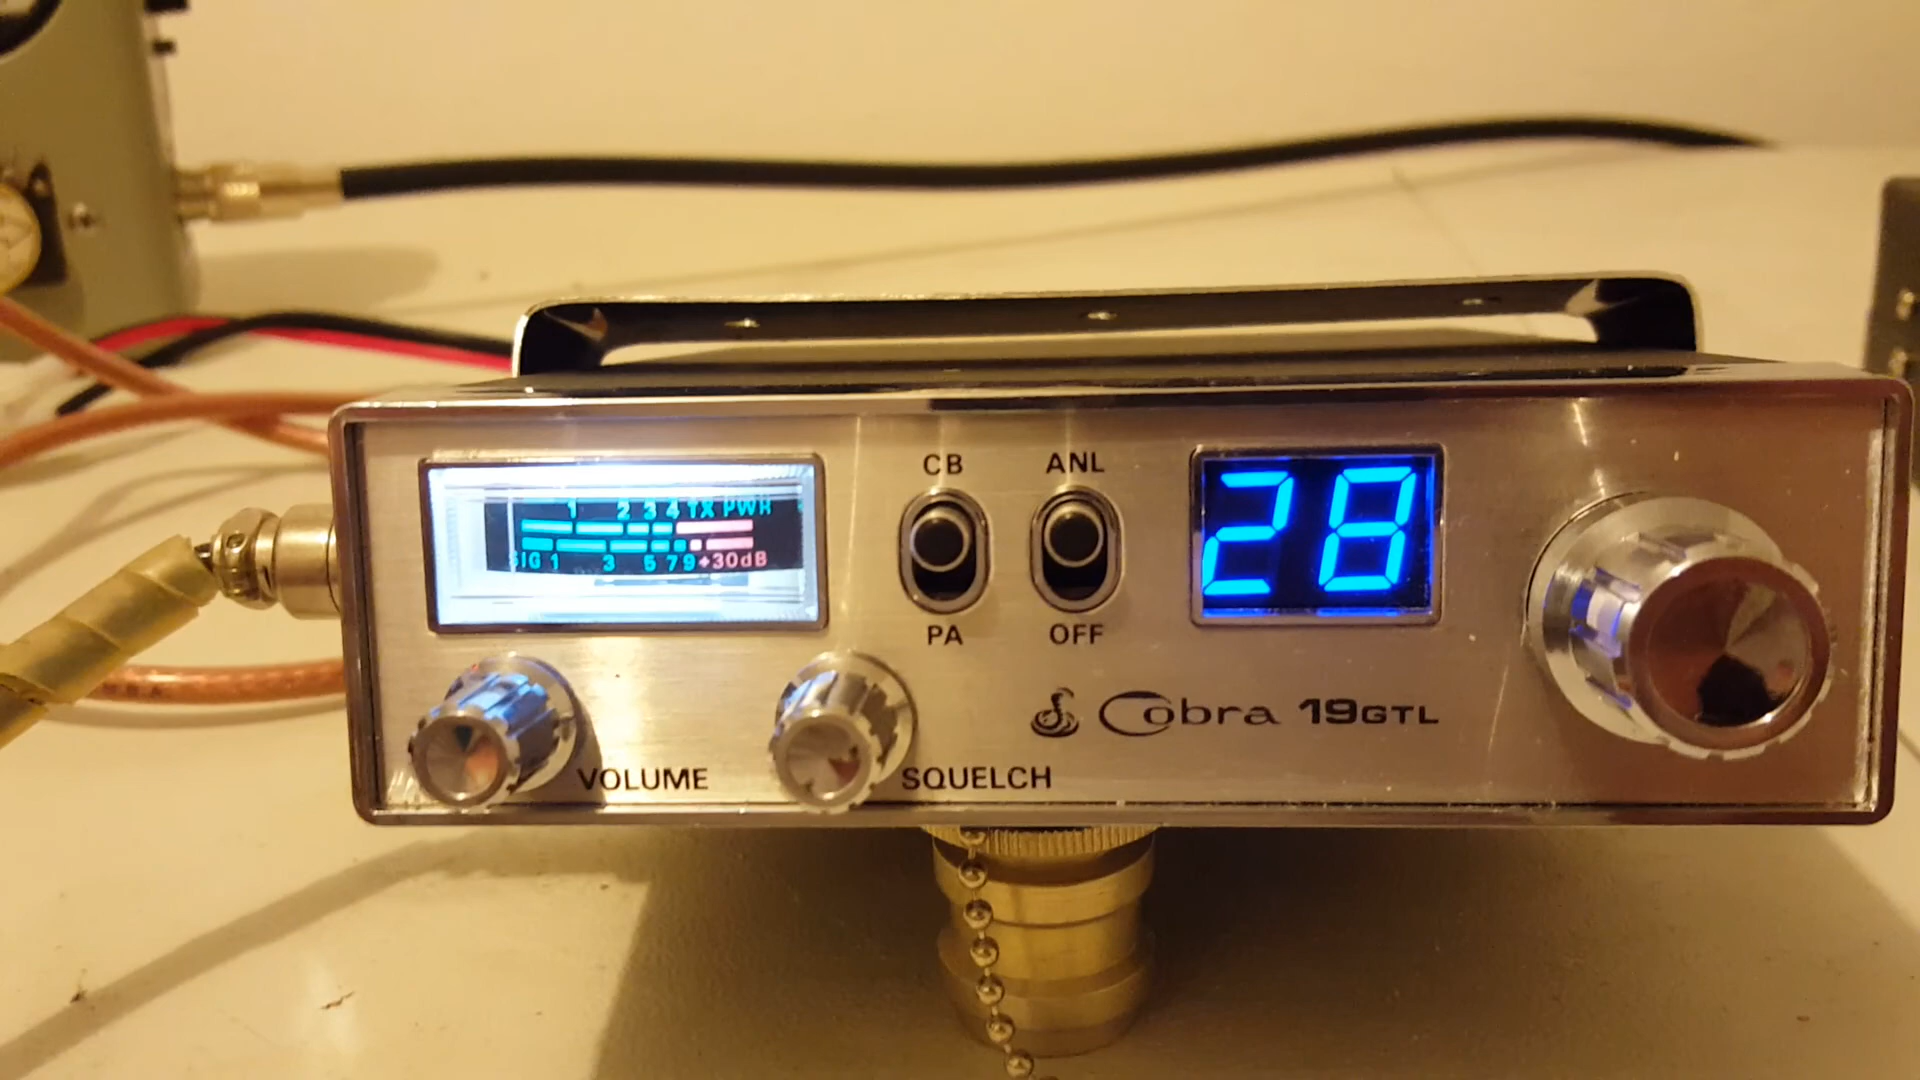 1 2 3 4 TX PWR
SIG 1 3 5 7 9 +30dB
CB
PA
ANL
OFF
28
VOLUME
SQUELCH
Cobra 19GTL